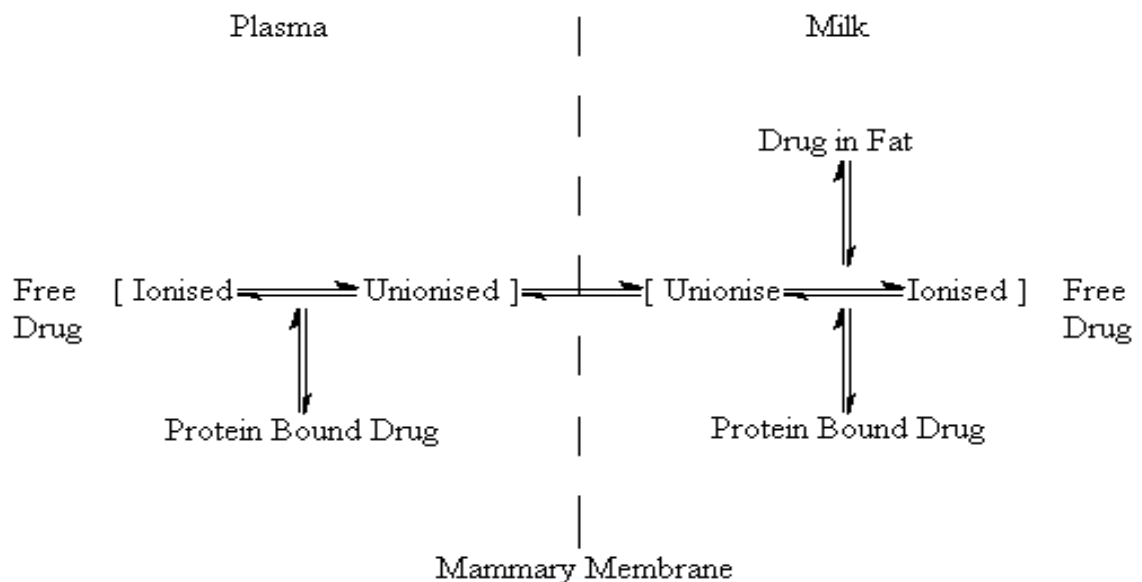 Plasma
Milk
Drug in Fat
Free Drug
[ Ionised
Unionised ]
[ Unionise
Ionised ]
Free Drug
Protein Bound Drug
Protein Bound Drug
Mammary Membrane